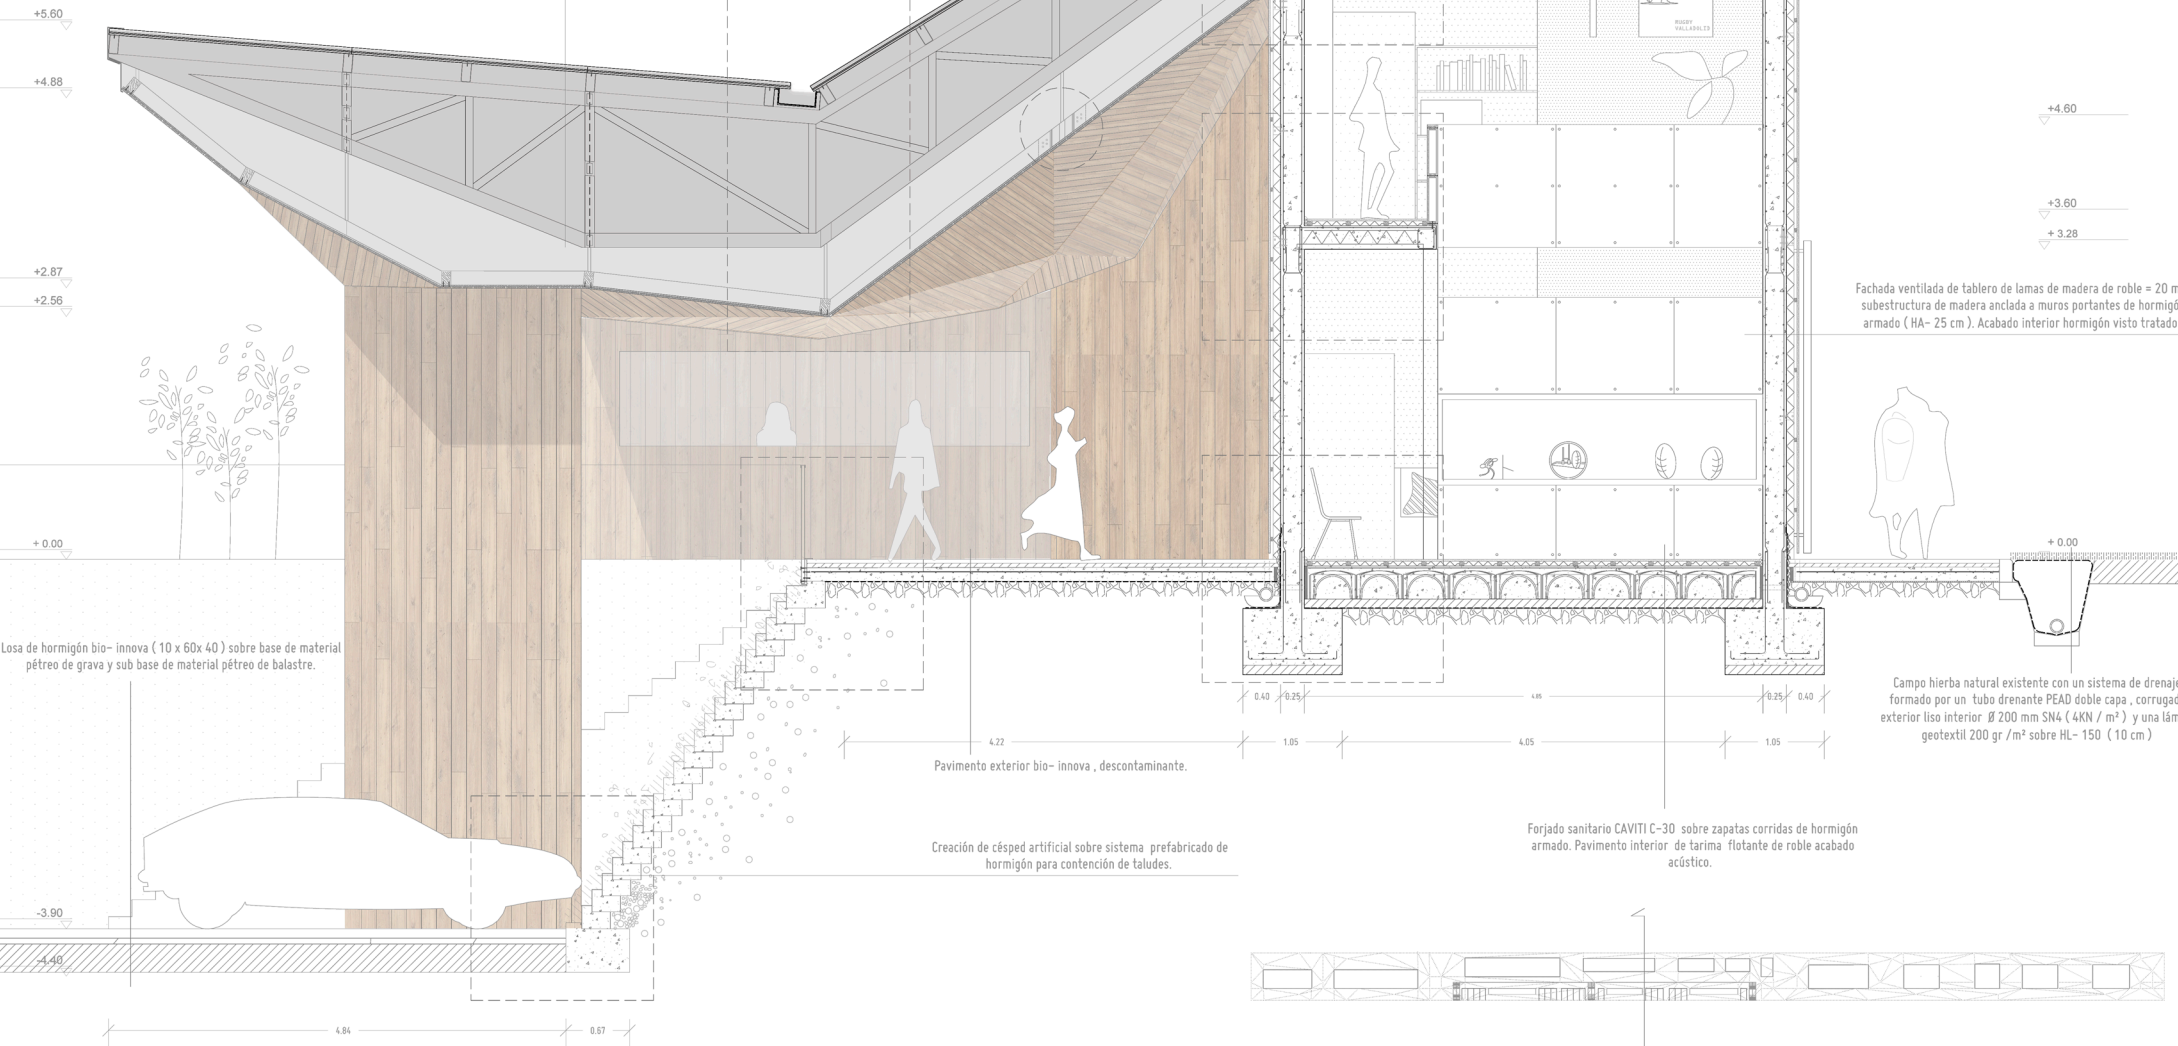 +5.60
+4.88
+2.87
+2.56
+ 0.00
-3.90
-4.40
RUGBY
VALLADOLID
+4.60
+3.60
+ 3.28
+ 0.00
Fachada ventilada de tablero de lamas de madera de roble = 20 m
subestructura de madera anclada a muros portantes de hormigó
armado ( HA- 25 cm ). Acabado interior hormigón visto tratado
Losa de hormigón bio- innova ( 10 x 60x 40 ) sobre base de material
pétreo de grava y sub base de material pétreo de balastre.
Campo hierba natural existente con un sistema de drenaje
formado por un tubo drenante PEAD doble capa , corrugad
exterior liso interior Ø 200 mm SN4 ( 4KN / m² ) y una lám
geotextil 200 gr /m² sobre HL- 150 ( 10 cm )
0.40 0.25 4.85 0.25 0.40
4.22 1.05 4.05 1.05
Pavimento exterior bio- innova , descontaminante.
Creación de césped artificial sobre sistema prefabricado de
hormigón para contención de taludes.
Forjado sanitario CAVITI C-30 sobre zapatas corridas de hormigón
armado. Pavimento interior de tarima flotante de roble acabado
acústico.
4.84 0.67